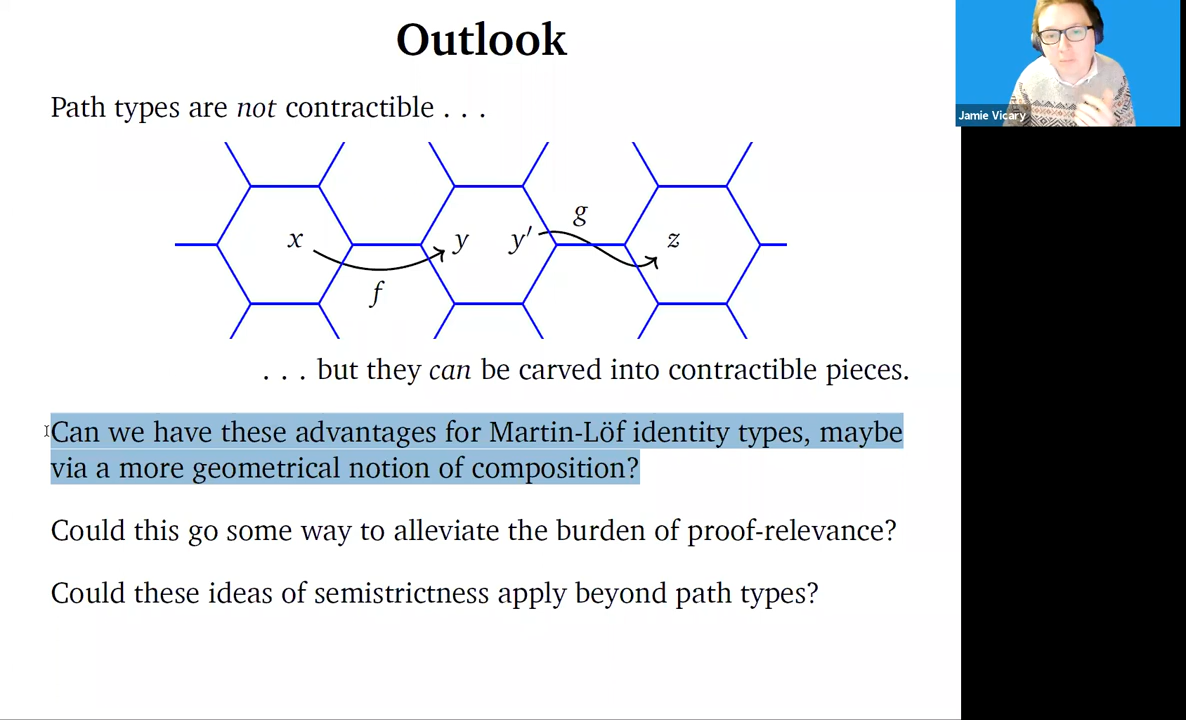 Outlook
Jamie Vicary
Path types are not contractible . . .
x
f
y
y′
g
z
. . . but they can be carved into contractible pieces.
Can we have these advantages for Martin-Löf identity types, maybe
via a more geometrical notion of composition?
Could this go some way to alleviate the burden of proof-relevance?
Could these ideas of semistrictness apply beyond path types?